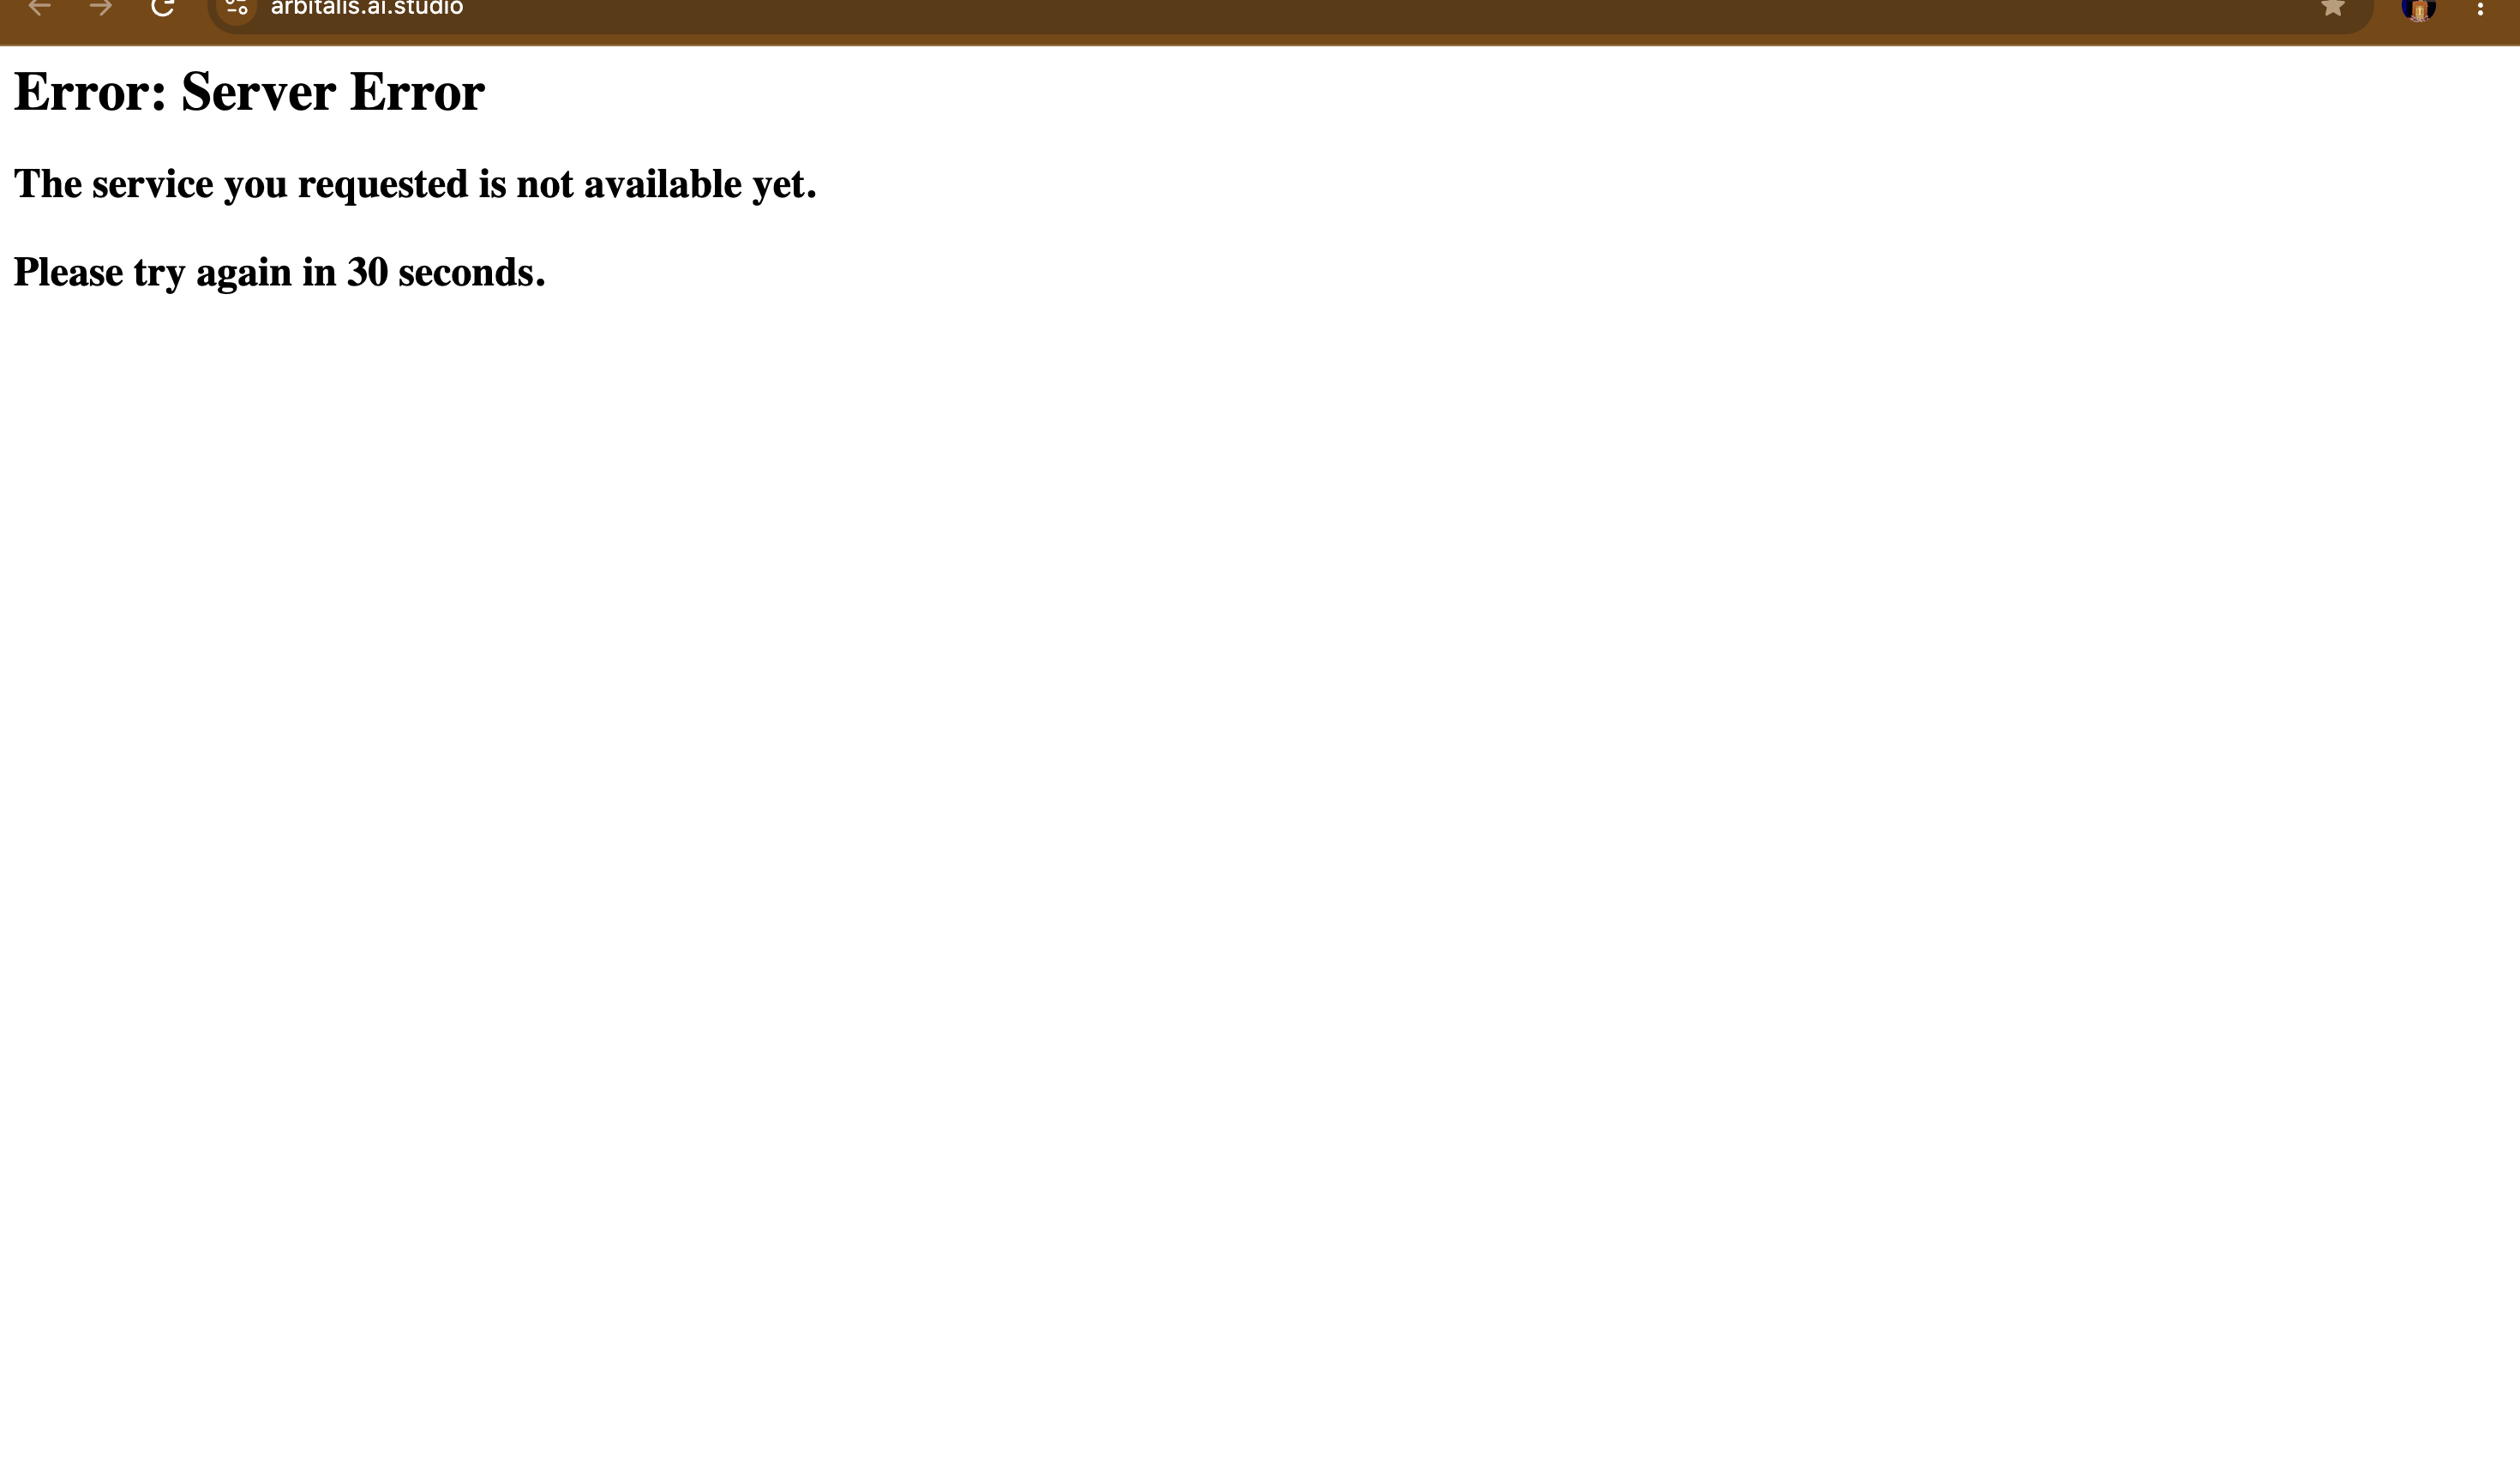 arbitalis.ai.studio
Error: Server Error
The service you requested is not available yet.
Please try again in 30 seconds.